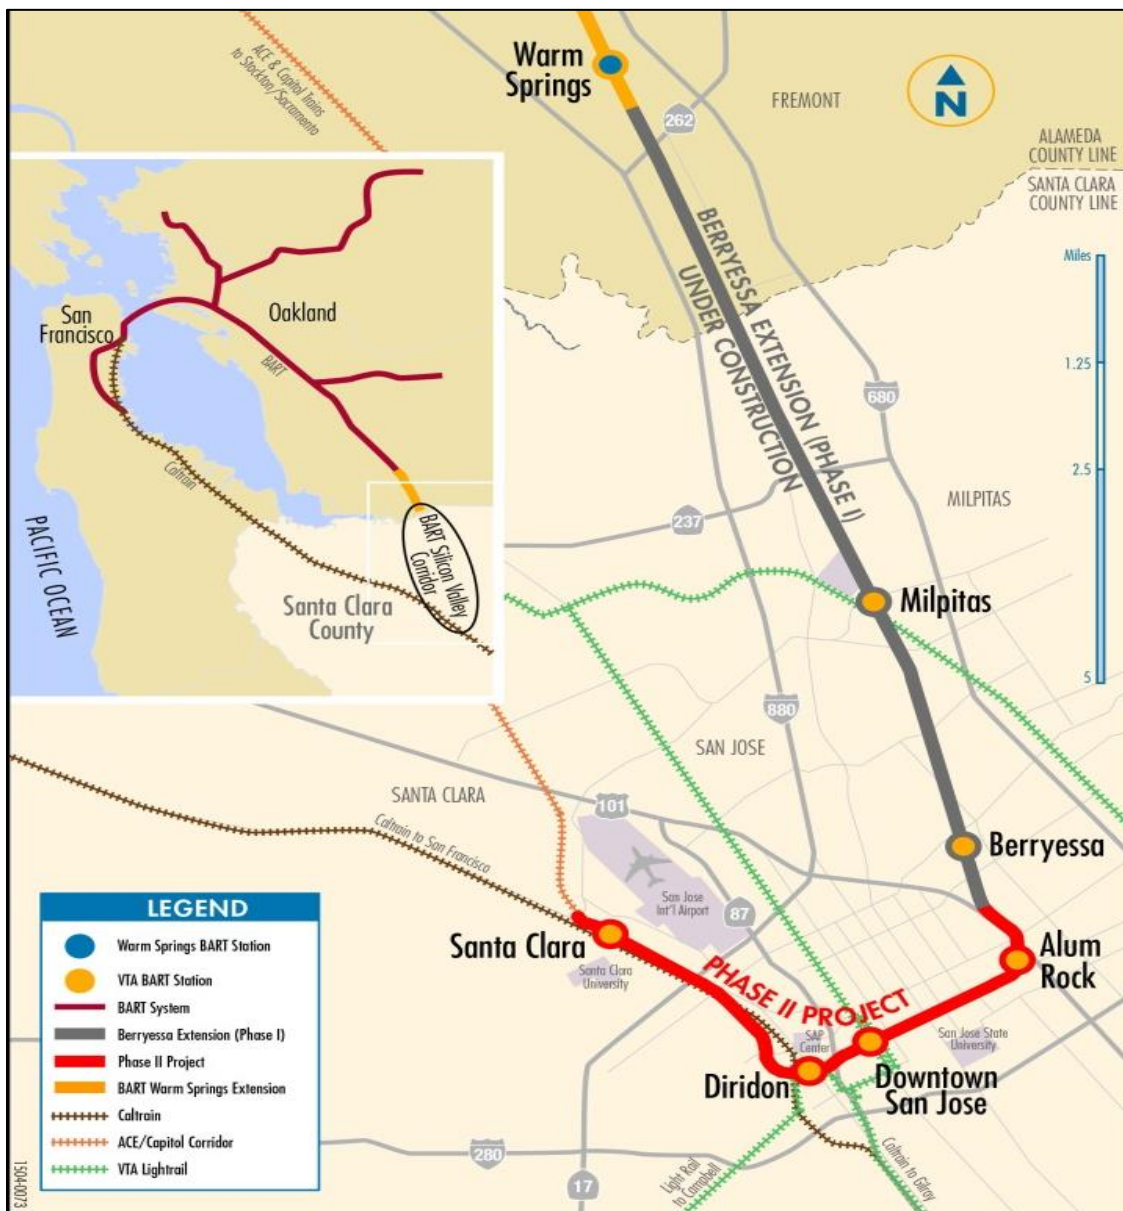 ACE & Capitol Trains
to Stockton/Sacramento
Warm
Springs
262
FREMONT
N
ALAMEDA
COUNTY LINE
SANTA CLARA
COUNTY LINE
BERRYESSA EXTENSION (PHASE I)
UNDER CONSTRUCTION
Miles
1.25
2.5
5
San
Francisco
Oakland
BART
Caltrain
PACIFIC OCEAN
BART Silicon Valley
Corridor
Santa Clara
County
680
237
MILPITAS
Milpitas
880
SAN JOSE
SANTA CLARA
101
Caltrain to San Francisco
Berryessa
San Jose
Int'l Airport
87
Santa Clara
Santa Clara
University
PHASE II PROJECT
Alum
Rock
SAP
Center
San Jose State
University
Diridon
Downtown
San Jose
Light Rail
to Campbell
Caltrain to Gilroy
280
17
LEGEND
Warm Springs BART Station
VTA BART Station
BART System
Berryessa Extension (Phase I)
Phase II Project
BART Warm Springs Extension
Caltrain
ACE/Capitol Corridor
VTA Lightrail
1504-0073